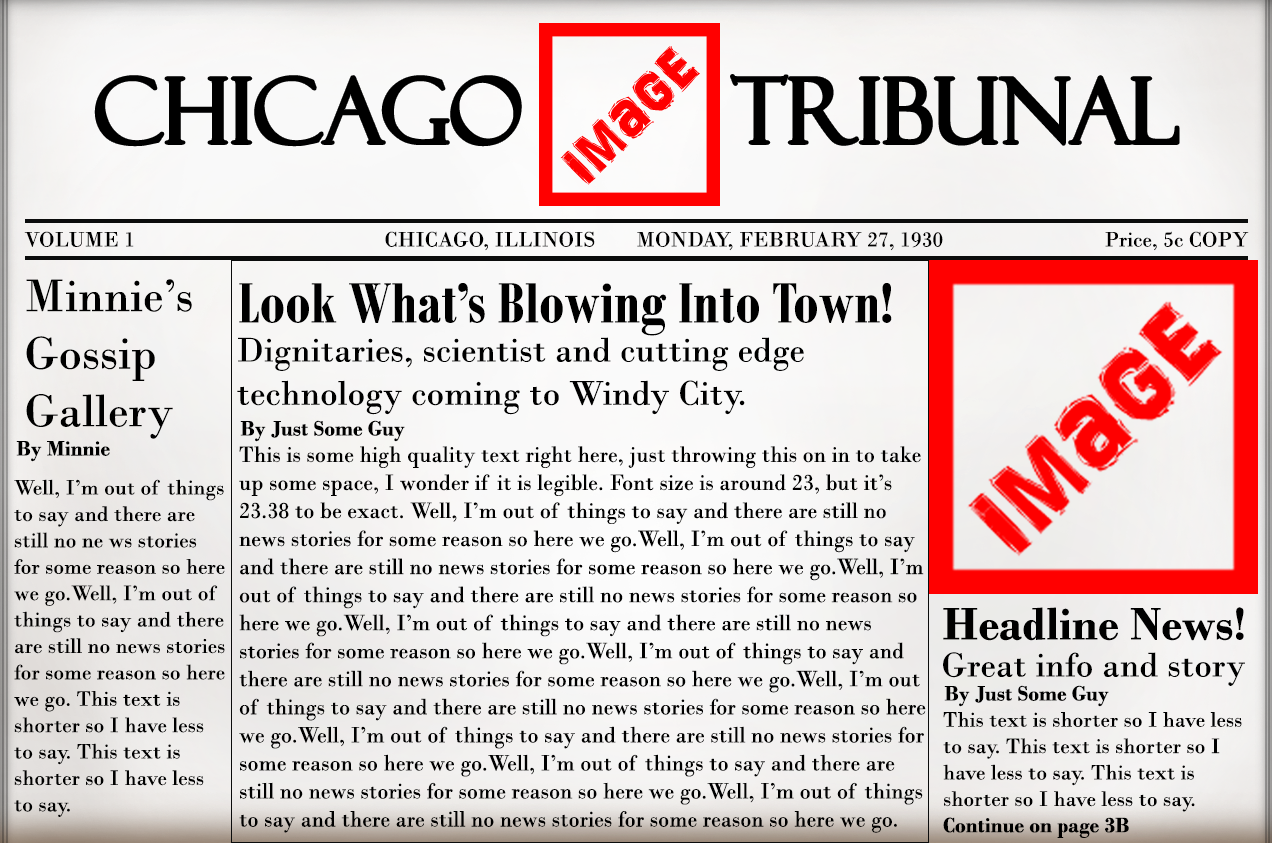 CHICAGO IMaGE TRIBUNAL
VOLUME 1 CHICAGO, ILLINOIS MONDAY, FEBRUARY 27, 1930 Price, 5c COPY
Minnie's
Gossip
Gallery
By Minnie
Well, I'm out of things
to say and there are
still no ne ws stories
for some reason so here
we go.Well, I'm out of
things to say and there
are still no news stories
for some reason so here
we go. This text is
shorter so I have less
to say. This text is
shorter so I have less
to say.
Look What's Blowing Into Town!
Dignitaries, scientist and cutting edge
technology coming to Windy City.
By Just Some Guy
This is some high quality text right here, just throwing this on in to take
up some space, I wonder if it is legible. Font size is around 23, but it's
23.38 to be exact. Well, I'm out of things to say and there are still no
news stories for some reason so here we go.Well, I'm out of things to say
and there are still no news stories for some reason so here we go.Well, I'm
out of things to say and there are still no news stories for some reason so
here we go.Well, I'm out of things to say and there are still no news
stories for some reason so here we go.Well, I'm out of things to say and
there are still no news stories for some reason so here we go.Well, I'm out
of things to say and there are still no news stories for some reason so here
we go.Well, I'm out of things to say and there are still no news stories for
some reason so here we go.Well, I'm out of things to say and there are
still no news stories for some reason so here we go.Well, I'm out of things
to say and there are still no news stories for some reason so here we go.
IMaGE
Headline News!
Great info and story
By Just Some Guy
This text is shorter so I have less
to say. This text is shorter so I
have less to say. This text is
shorter so I have less to say.
Continue on page 3B